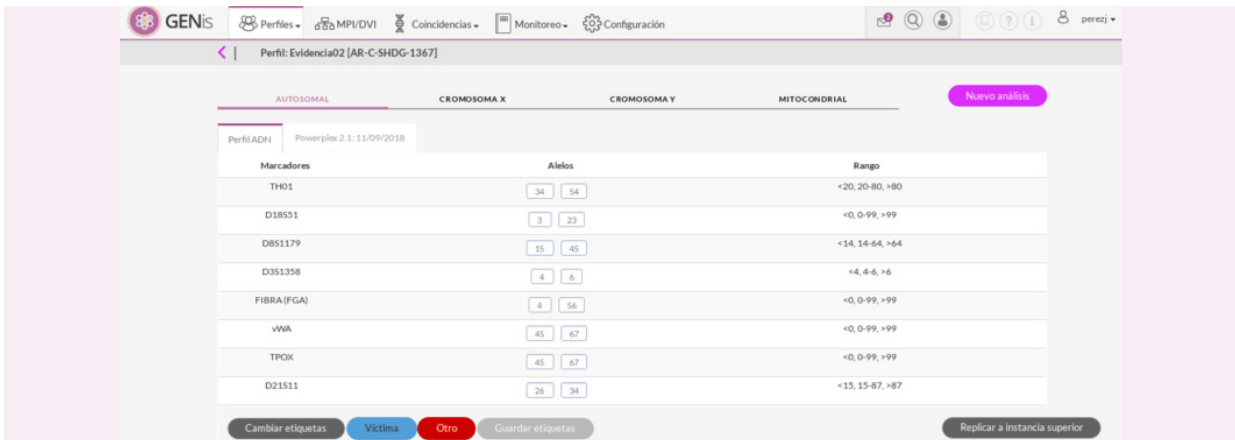 GENis Perfiles MPI/DVI Coincidencias Monitoreo Configuración perezj
Perfil: Evidencia02 [AR-C-SHDG-1367]
AUTOSOMAL CROMOSOMA X CROMOSOMA Y MITOCONDRIAL Nuevo análisis
Perfil ADN Powerplex 2.1: 11/09/2018
Marcadores Alelos Rango
TH01 34 54 <20, 20-80, >80
D18S51 3 23 <0, 0-99, >99
D8S1179 15 45 <14, 14-64, >64
D3S1358 4 6 <4, 4-6, >6
FIBRA (FGA) 4 56 <0, 0-99, >99
vWA 45 67 <0, 0-99, >99
TPOX 45 67 <0, 0-99, >99
D21S11 26 34 <15, 15-87, >87
Cambiar etiquetas Víctima Otro Guardar etiquetas Replicar a instancia superior